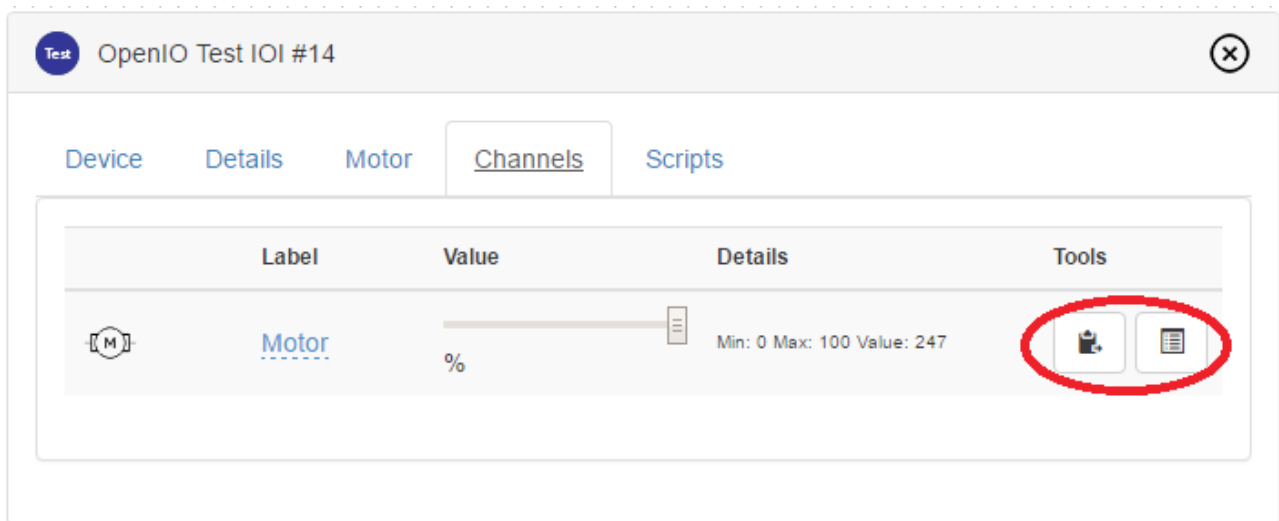 Test OpenIO Test IOI #14
Device Details Motor Channels Scripts
Label Value Details Tools
M Motor % Min: 0 Max: 100 Value: 247